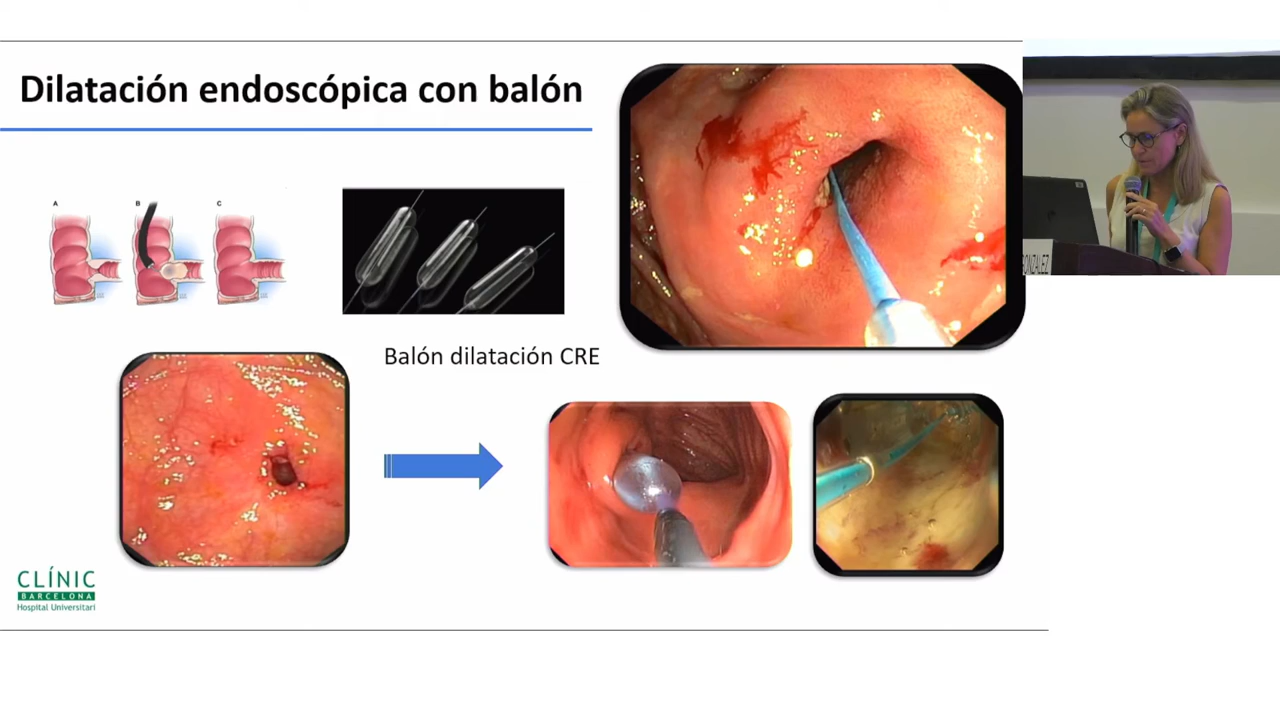 Dilatación endoscópica con balón
A
B
C
Balón dilatación CRE
CLÍNIC
BARCELONA
Hospital Universitari